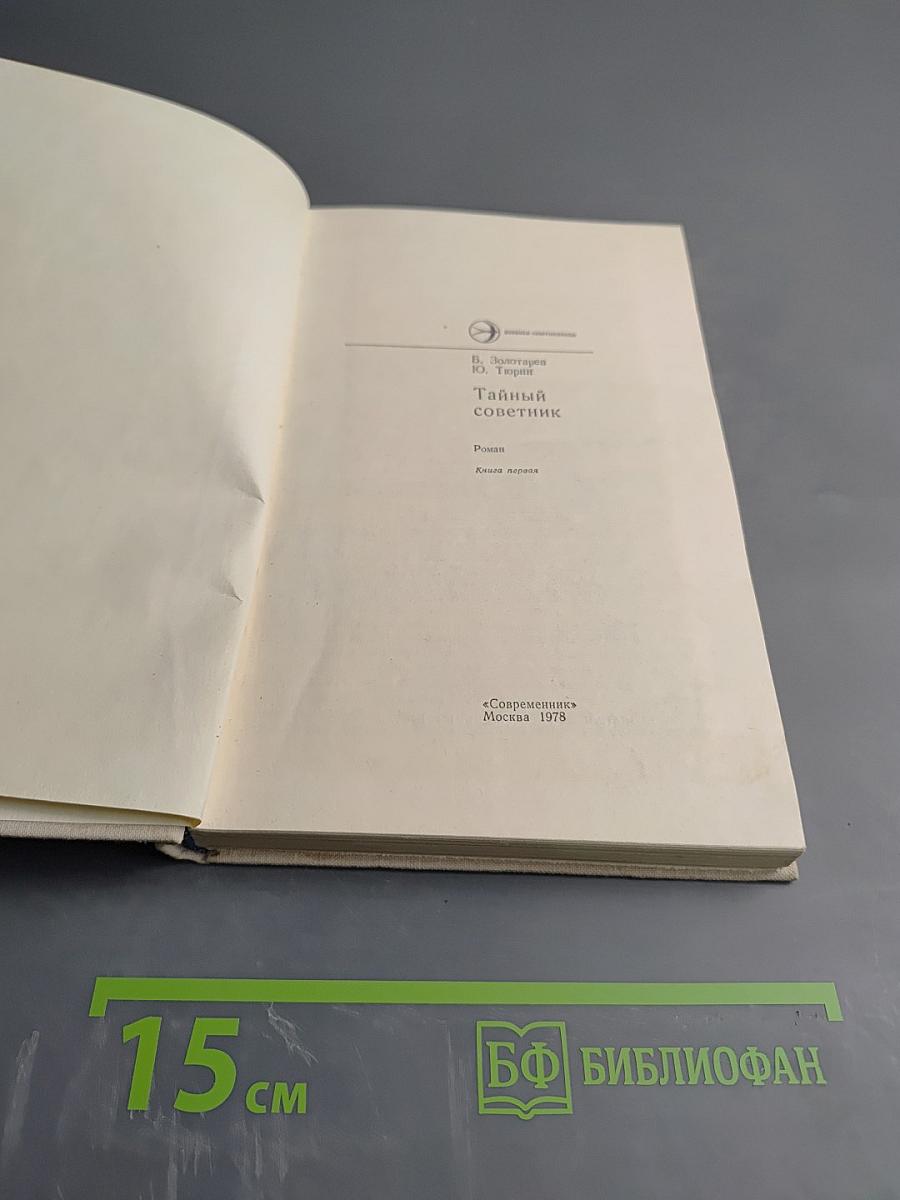 В. Золотарев
Ю. Тюрин
Тайный
советник
Роман
Книга первая
«Современник»
Москва 1978
15 см
БФ БИБЛИОФАН